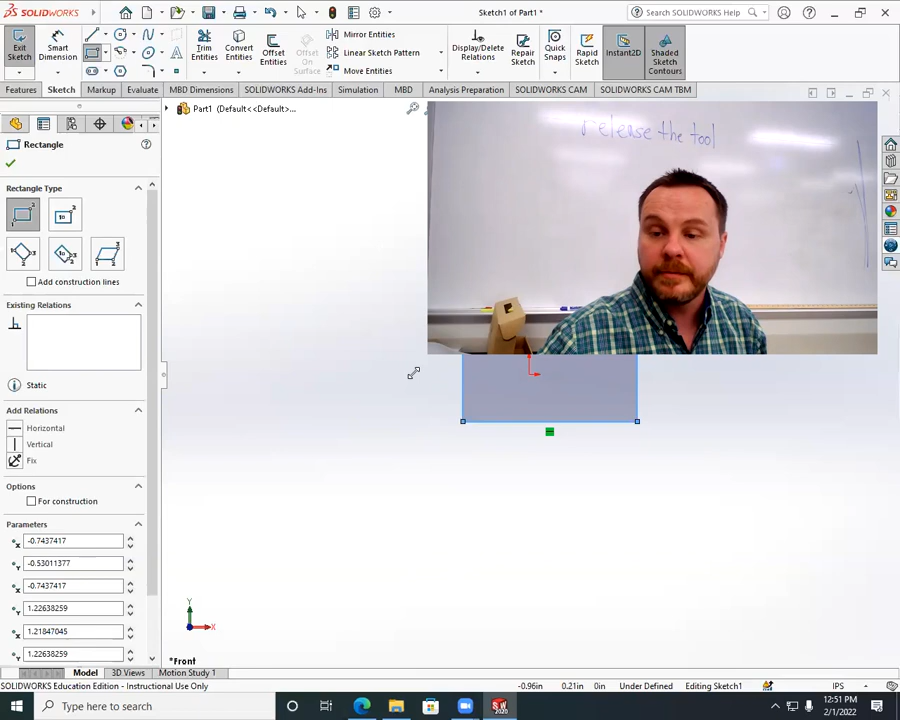 SOLIDWORKS
Sketch1 of Part1 *
Search SOLIDWORKS Help
Exit Sketch
Smart Dimension
Trim Entities
Convert Entities
Offset Entities
Offset On Surface
Mirror Entities
Linear Sketch Pattern
Move Entities
Display/Delete Relations
Repair Sketch
Quick Snaps
Rapid Sketch
Instant2D
Shaded Sketch Contours
Features Sketch Markup Evaluate MBD Dimensions SOLIDWORKS Add-Ins Simulation MBD Analysis Preparation SOLIDWORKS CAM SOLIDWORKS CAM TBM
Part1 (Default<<Default>...
release the tool
Rectangle
Rectangle Type
Add construction lines
Existing Relations
Static
Add Relations
Horizontal
Vertical
Fix
Options
For construction
Parameters
-0.7437417
-0.53011377
-0.7437417
1.22638259
1.21847045
1.22638259
Y
X
*Front
Model 3D Views Motion Study 1
SOLIDWORKS Education Edition - Instructional Use Only
-0.96in 0.21in 0in Under Defined Editing Sketch1 IPS
Type here to search
12:51 PM
2/1/2022